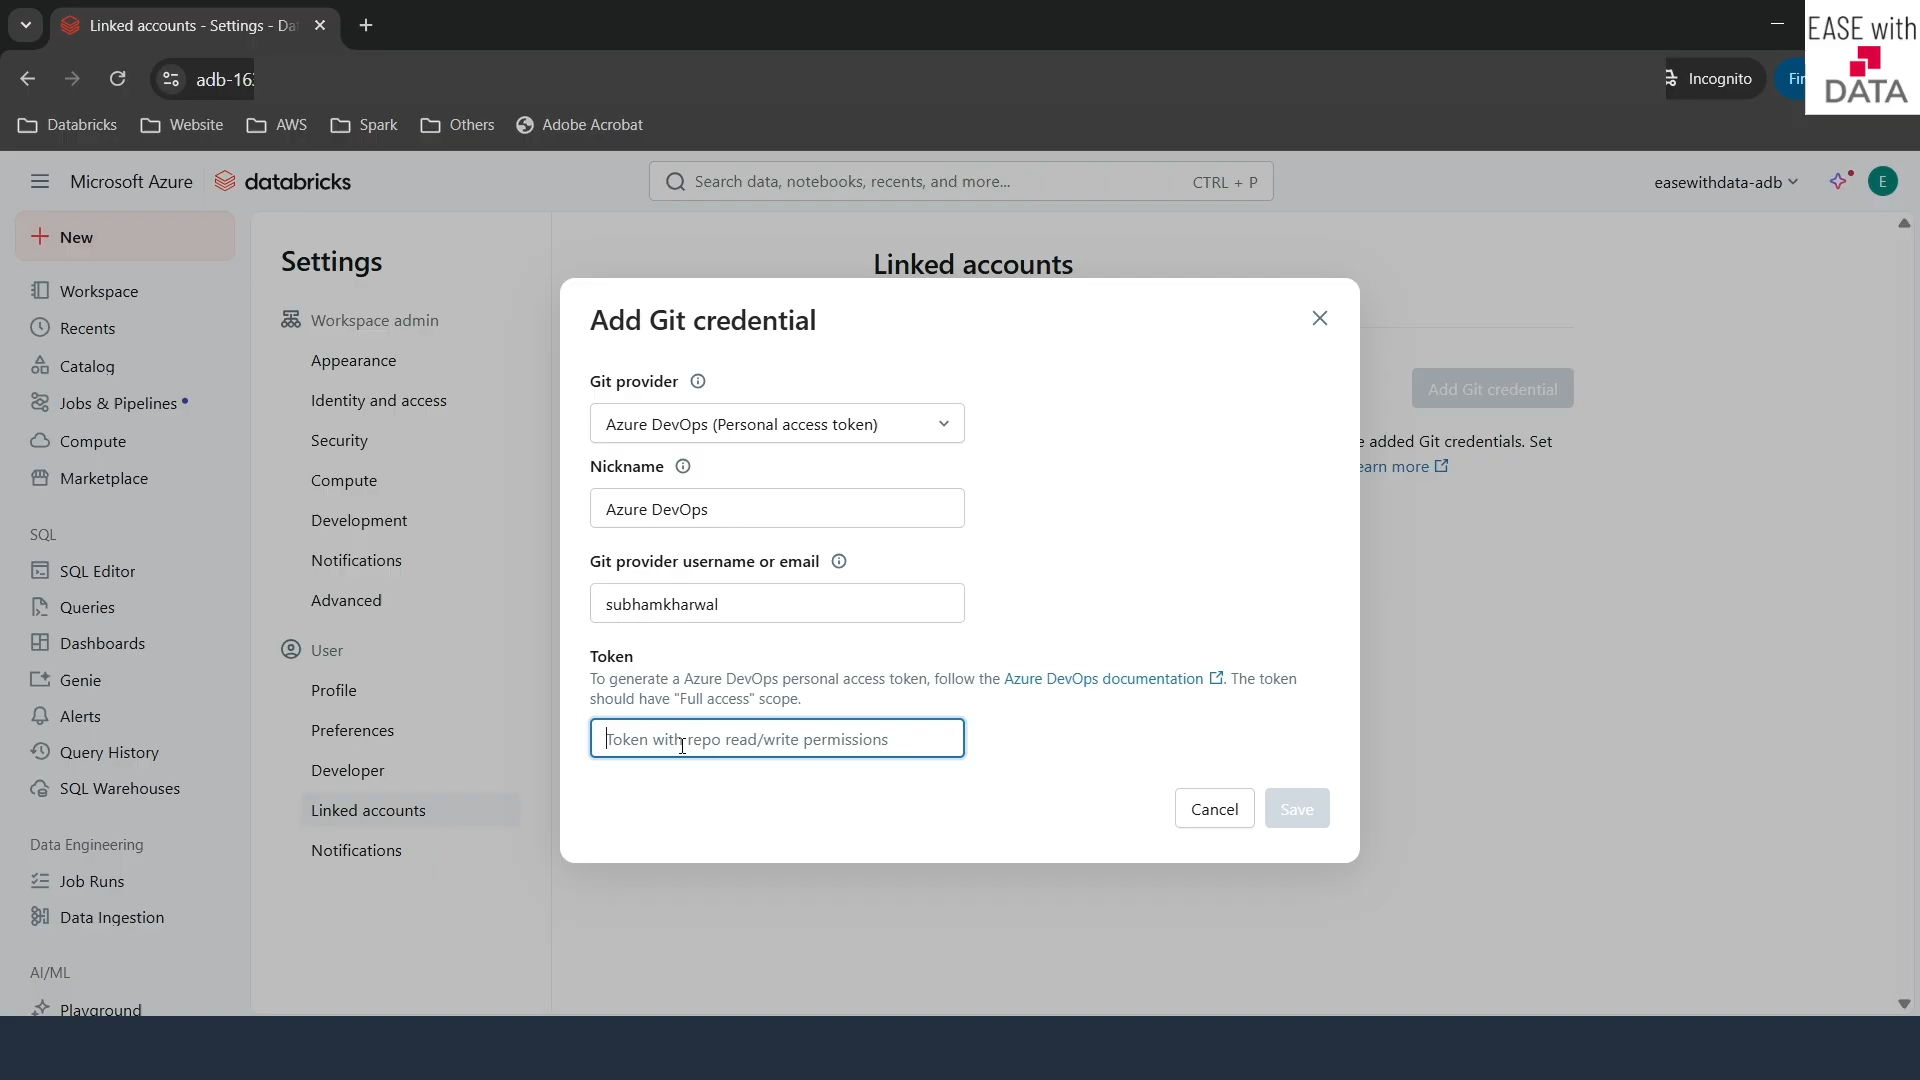 Linked accounts - Settings - Da
EASE with
DATA
adb-16
Incognito
Databricks
Website
AWS
Spark
Others
Adobe Acrobat
Microsoft Azure
databricks
Search data, notebooks, recents, and more...
CTRL + P
easewithdata-adb
E
New
Workspace
Recents
Catalog
Jobs & Pipelines
Compute
Marketplace
SQL
SQL Editor
Queries
Dashboards
Genie
Alerts
Query History
SQL Warehouses
Data Engineering
Job Runs
Data Ingestion
AI/ML
Playground
Settings
Workspace admin
Appearance
Identity and access
Security
Compute
Development
Notifications
Advanced
User
Profile
Preferences
Developer
Linked accounts
Notifications
Linked accounts
Add Git credential
added Git credentials. Set
earn more
Add Git credential
Git provider
Azure DevOps (Personal access token)
Nickname
Azure DevOps
Git provider username or email
subhamkharwal
Token
To generate a Azure DevOps personal access token, follow the Azure DevOps documentation. The token
should have "Full access" scope.
Token with repo read/write permissions
Cancel
Save